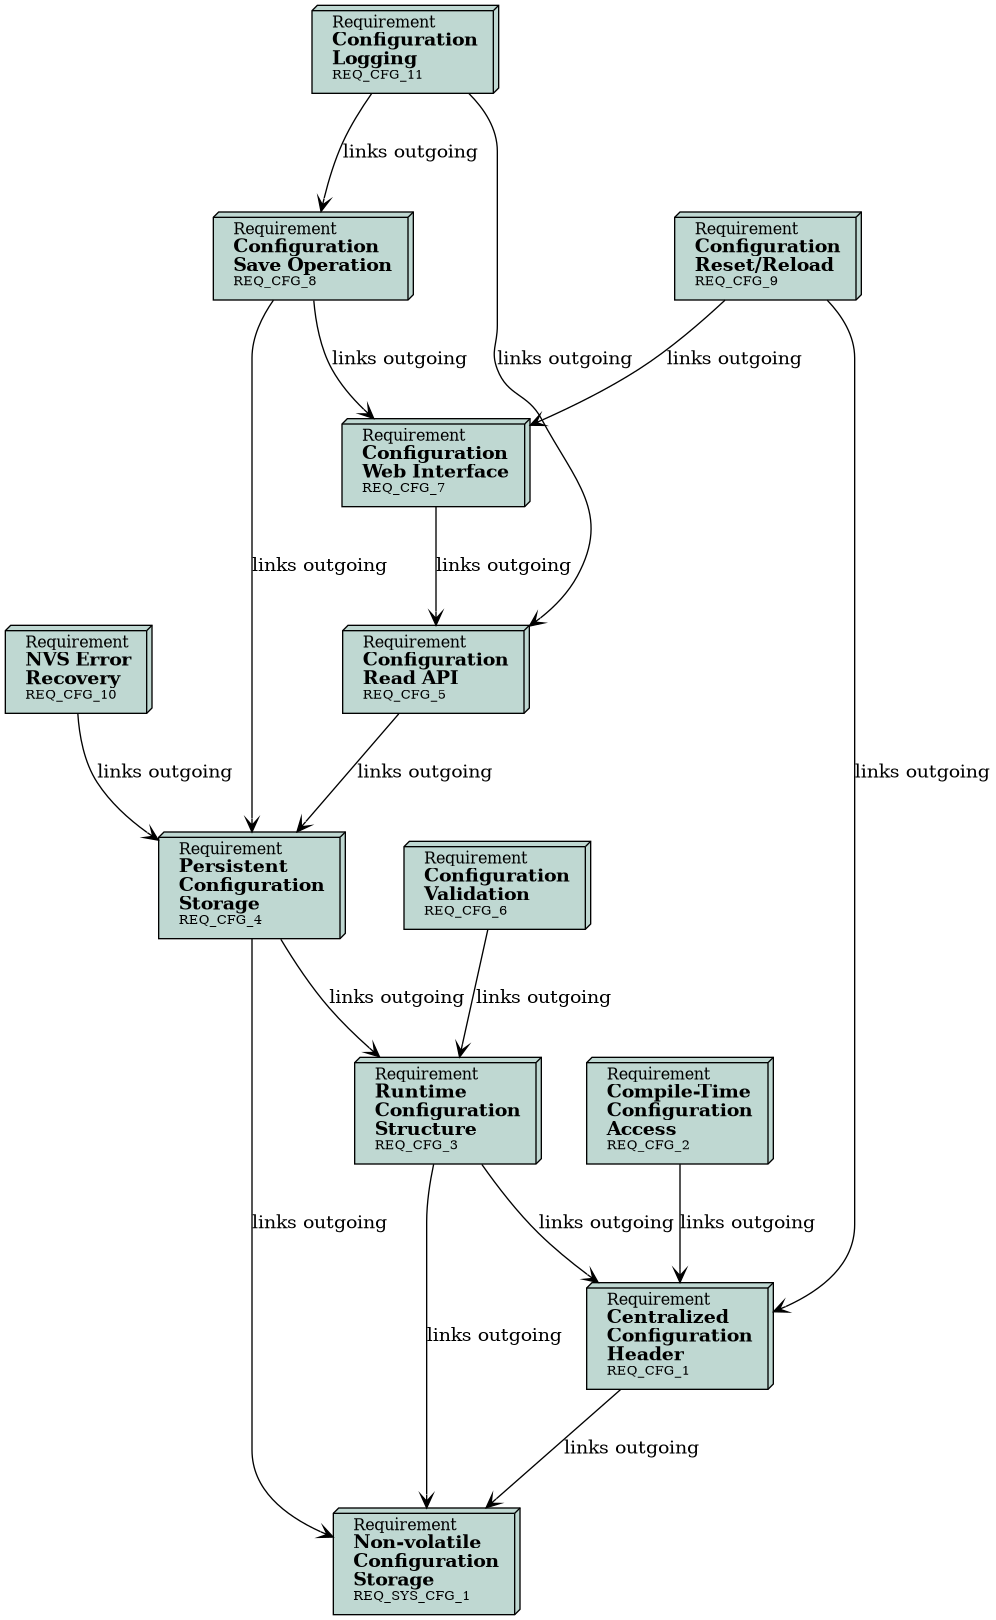 Requirement
Configuration
Logging
REQ_CFG_11
links outgoing
Requirement
Configuration
Save Operation
REQ_CFG_8
Requirement
Configuration
Reset/Reload
REQ_CFG_9
links outgoing
links outgoing
links outgoing
Requirement
Configuration
Web Interface
REQ_CFG_7
links outgoing
links outgoing
Requirement
NVS Error
Recovery
REQ_CFG_10
Requirement
Configuration
Read API
REQ_CFG_5
links outgoing
links outgoing
links outgoing
Requirement
Persistent
Configuration
Storage
REQ_CFG_4
Requirement
Configuration
Validation
REQ_CFG_6
links outgoing
links outgoing
Requirement
Runtime
Configuration
Structure
REQ_CFG_3
Requirement
Compile-Time
Configuration
Access
REQ_CFG_2
links outgoing
links outgoing
links outgoing
links outgoing
Requirement
Centralized
Configuration
Header
REQ_CFG_1
links outgoing
Requirement
Non-volatile
Configuration
Storage
REQ_SYS_CFG_1